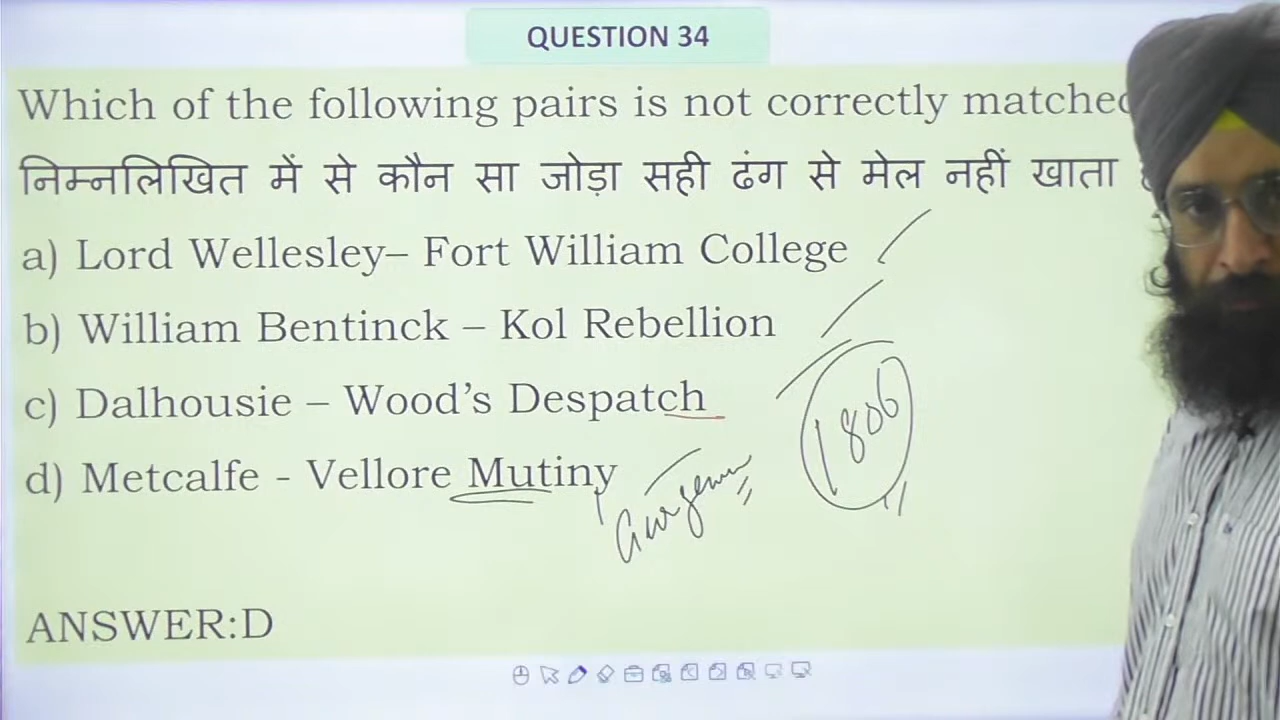 QUESTION 34
Which of the following pairs is not correctly matched
निम्नलिखित में से कौन सा जोड़ा सही ढंग से मेल नहीं खाता
a) Lord Wellesley– Fort William College
b) William Bentinck – Kol Rebellion
c) Dalhousie – Wood's Despatch
d) Metcalfe - Vellore Mutiny
1806
ANSWER:D